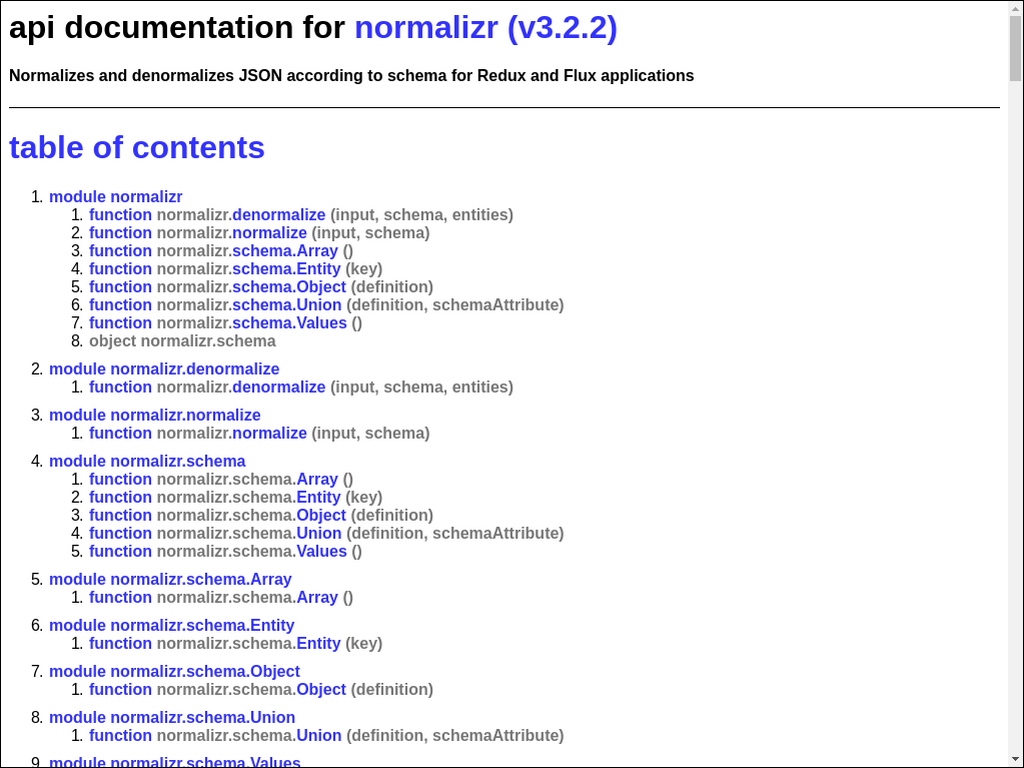 api documentation for normalizr (v3.2.2)
Normalizes and denormalizes JSON according to schema for Redux and Flux applications
table of contents
1. module normalizr
1. function normalizr.denormalize (input, schema, entities)
2. function normalizr.normalize (input, schema)
3. function normalizr.schema.Array ()
4. function normalizr.schema.Entity (key)
5. function normalizr.schema.Object (definition)
6. function normalizr.schema.Union (definition, schemaAttribute)
7. function normalizr.schema.Values ()
8. object normalizr.schema
2. module normalizr.denormalize
1. function normalizr.denormalize (input, schema, entities)
3. module normalizr.normalize
1. function normalizr.normalize (input, schema)
4. module normalizr.schema
1. function normalizr.schema.Array ()
2. function normalizr.schema.Entity (key)
3. function normalizr.schema.Object (definition)
4. function normalizr.schema.Union (definition, schemaAttribute)
5. function normalizr.schema.Values ()
5. module normalizr.schema.Array
1. function normalizr.schema.Array ()
6. module normalizr.schema.Entity
1. function normalizr.schema.Entity (key)
7. module normalizr.schema.Object
1. function normalizr.schema.Object (definition)
8. module normalizr.schema.Union
1. function normalizr.schema.Union (definition, schemaAttribute)
9. module normalizr.schema.Values